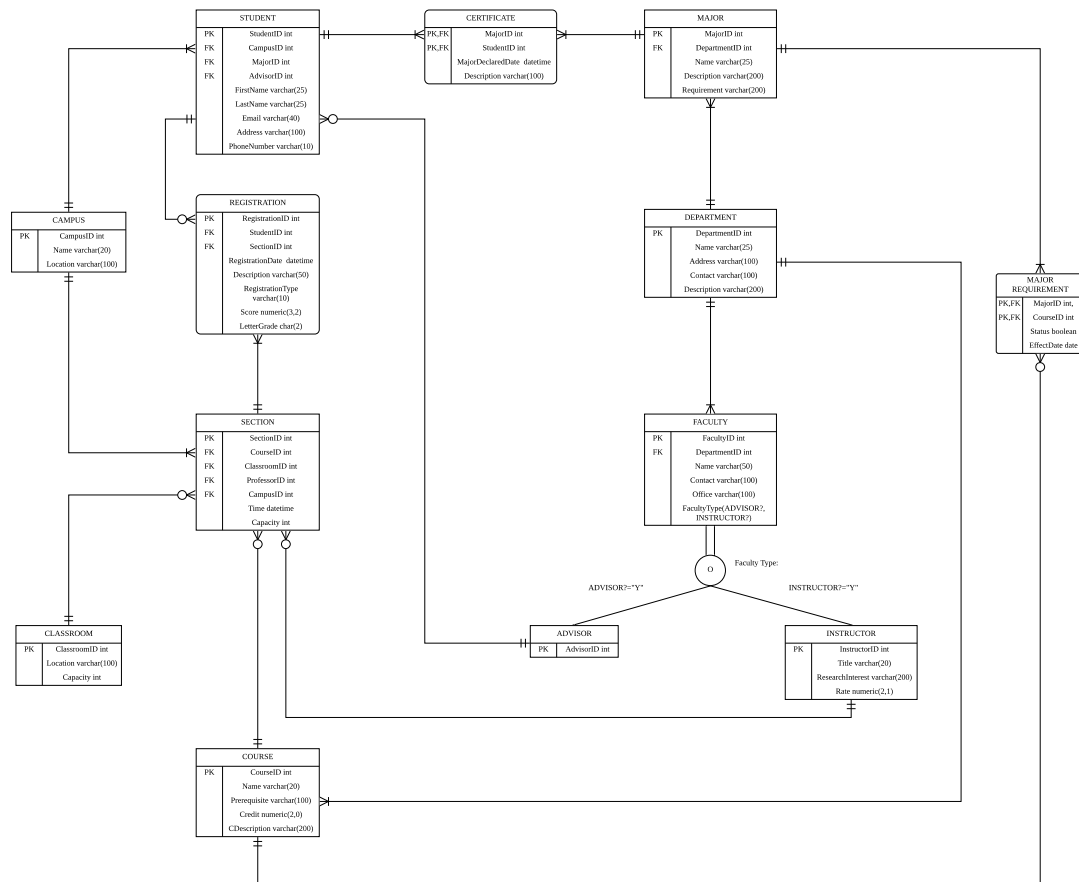 STUDENT
PK StudentID int
FK CampusID int
FK MajorID int
FK AdvisorID int
FirstName varchar(25)
LastName varchar(25)
Email varchar(40)
Address varchar(100)
PhoneNumber varchar(10)
CERTIFICATE
PK,FK MajorID int
PK,FK StudentID int
MajorDeclaredDate datetime
Description varchar(100)
MAJOR
PK MajorID int
FK DepartmentID int
Name varchar(25)
Description varchar(200)
Requirement varchar(200)
REGISTRATION
PK RegistrationID int
FK StudentID int
FK SectionID int
RegistrationDate datetime
Description varchar(50)
RegistrationType
varchar(10)
Score numeric(3,2)
LetterGrade char(2)
CAMPUS
PK CampusID int
Name varchar(20)
Location varchar(100)
DEPARTMENT
PK DepartmentID int
Name varchar(25)
Address varchar(100)
Contact varchar(100)
Description varchar(200)
MAJOR
REQUIREMENT
PK,FK MajorID int,
PK,FK CourseID int
Status boolean
EffectDate date
SECTION
PK SectionID int
FK CourseID int
FK ClassroomID int
FK ProfessorID int
FK CampusID int
Time datetime
Capacity int
FACULTY
PK FacultyID int
FK DepartmentID int
Name varchar(50)
Contact varchar(100)
Office varchar(100)
FacultyType(ADVISOR?,
INSTRUCTOR?)
O
Faculty Type:
ADVISOR?="Y"
INSTRUCTOR?="Y"
CLASSROOM
PK ClassroomID int
Location varchar(100)
Capacity int
ADVISOR
PK AdvisorID int
INSTRUCTOR
PK InstructorID int
Title varchar(20)
ResearchInterest varchar(200)
Rate numeric(2,1)
COURSE
PK CourseID int
Name varchar(20)
Prerequisite varchar(100)
Credit numeric(2,0)
CDescription varchar(200)